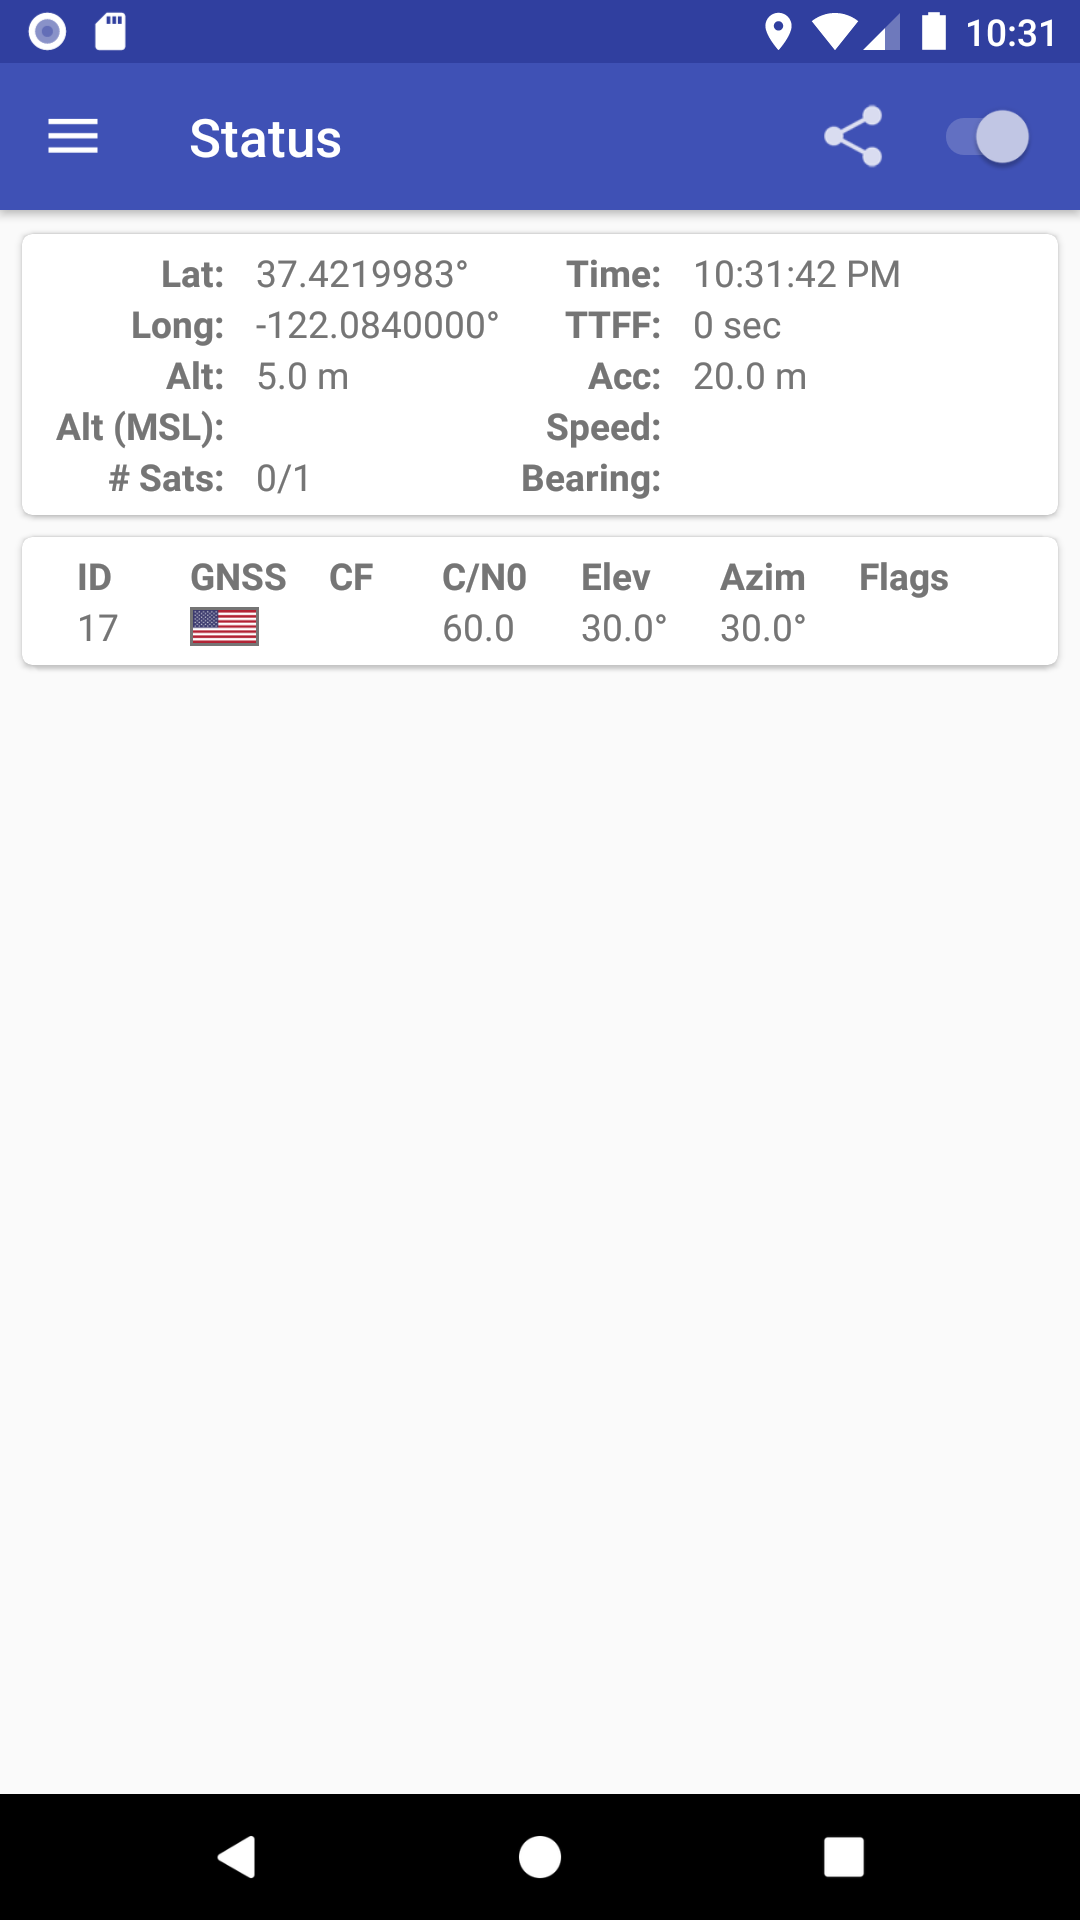 10:31
Status
Lat: 37.4219983° Time: 10:31:42 PM
Long: -122.0840000° TTFF: 0 sec
Alt: 5.0 m Acc: 20.0 m
Alt (MSL): Speed:
# Sats: 0/1 Bearing:
ID GNSS CF C/N0 Elev Azim Flags
17 60.0 30.0° 30.0°